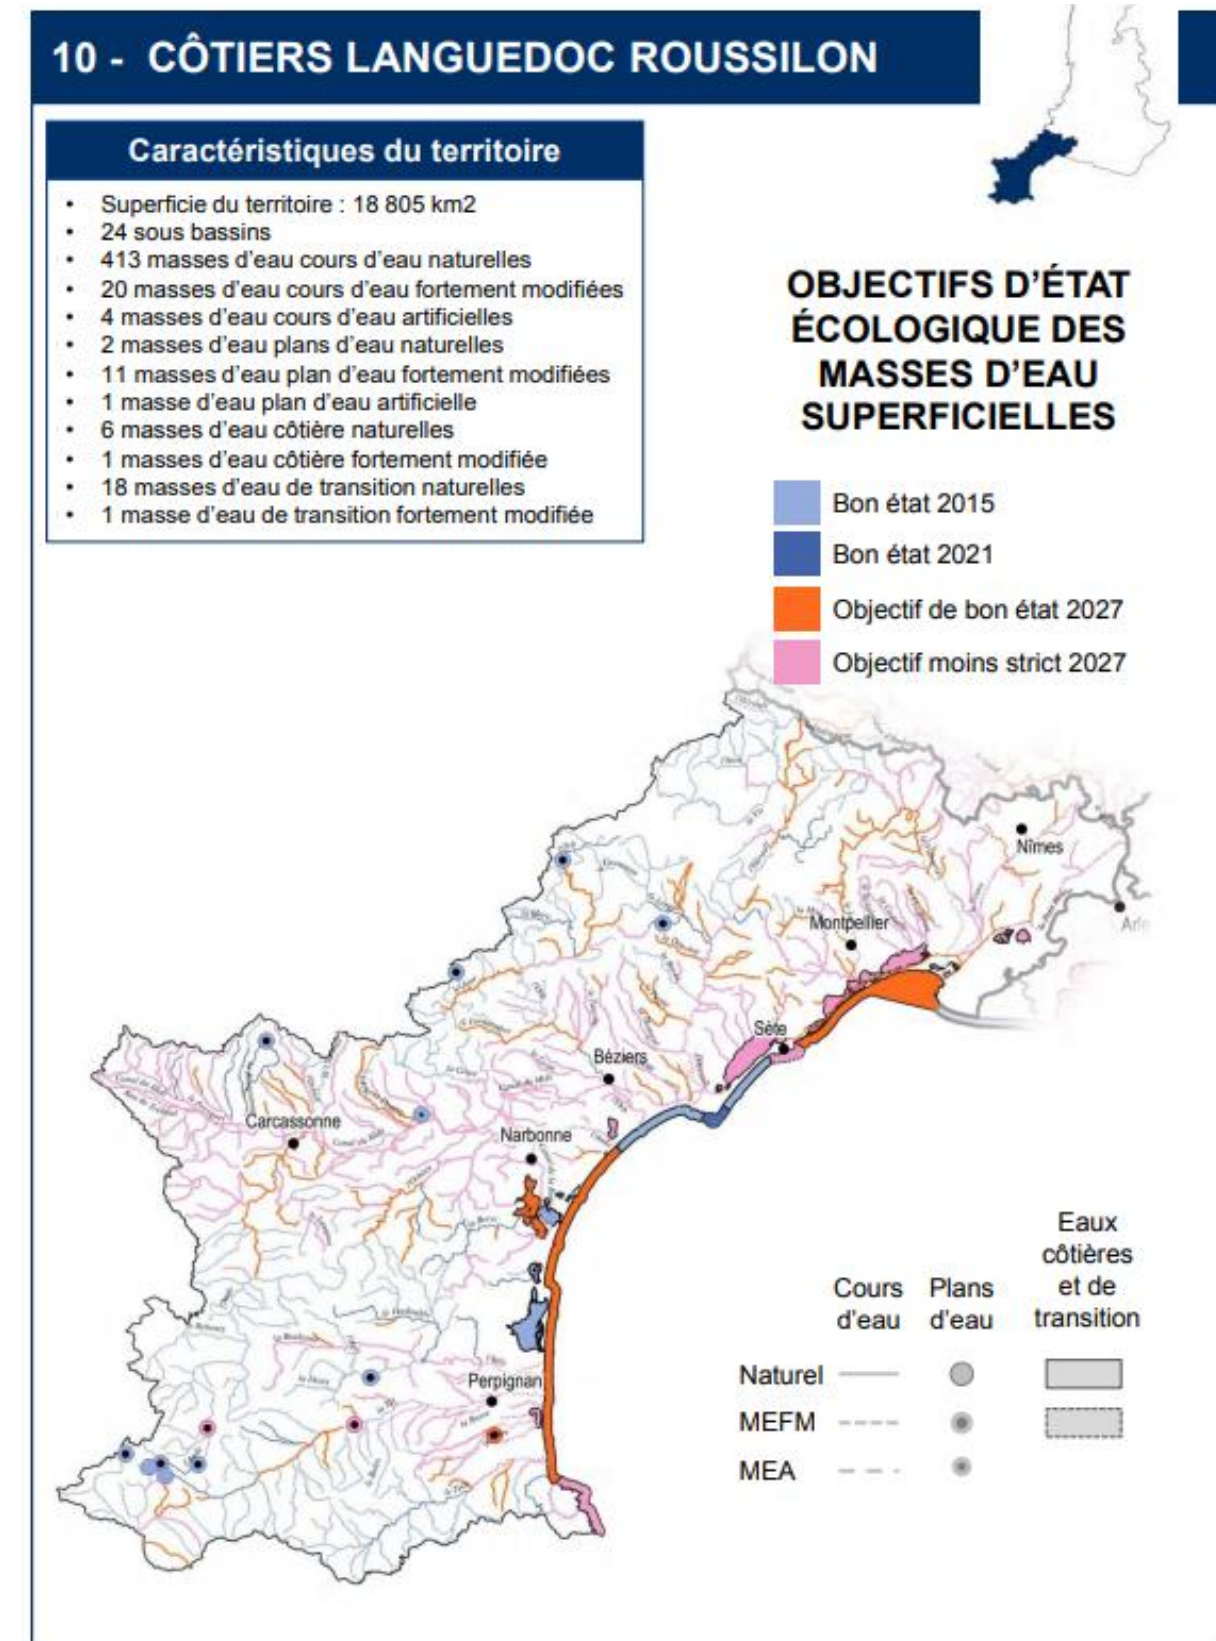 10 - CÔTIERS LANGUEDOC ROUSSILON
Caractéristiques du territoire
• Superficie du territoire : 18 805 km2
• 24 sous bassins
• 413 masses d'eau cours d'eau naturelles
• 20 masses d'eau cours d'eau fortement modifiées
• 4 masses d'eau cours d'eau artificielles
• 2 masses d'eau plans d'eau naturelles
• 11 masses d'eau plan d'eau fortement modifiées
• 1 masse d'eau plan d'eau artificielle
• 6 masses d'eau côtière naturelles
• 1 masses d'eau côtière fortement modifiée
• 18 masses d'eau de transition naturelles
• 1 masse d'eau de transition fortement modifiée
OBJECTIFS D'ÉTAT
ÉCOLOGIQUE DES
MASSES D'EAU
SUPERFICIELLES
Bon état 2015
Bon état 2021
Objectif de bon état 2027
Objectif moins strict 2027
Nîmes
Montpellier
Sète
Béziers
Carcassonne
Narbonne
Perpignan
Eaux
côtières
et de
transition
Cours
d'eau
Plans
d'eau
Naturel
MEFM
MEA